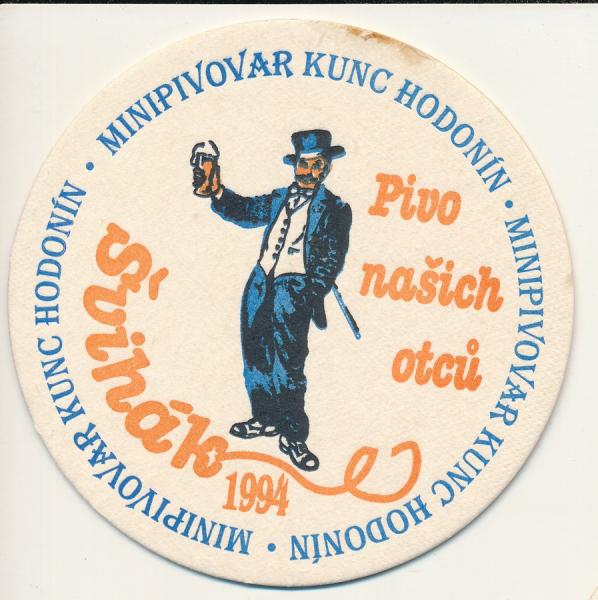 MINIPIVOVAR KUNC HODONÍN • MINIPIVOVAR KUNC HODONÍN • MINIPIVOVAR KUNC HODONÍN •
Pivo
našich
otců
Švihák
1994